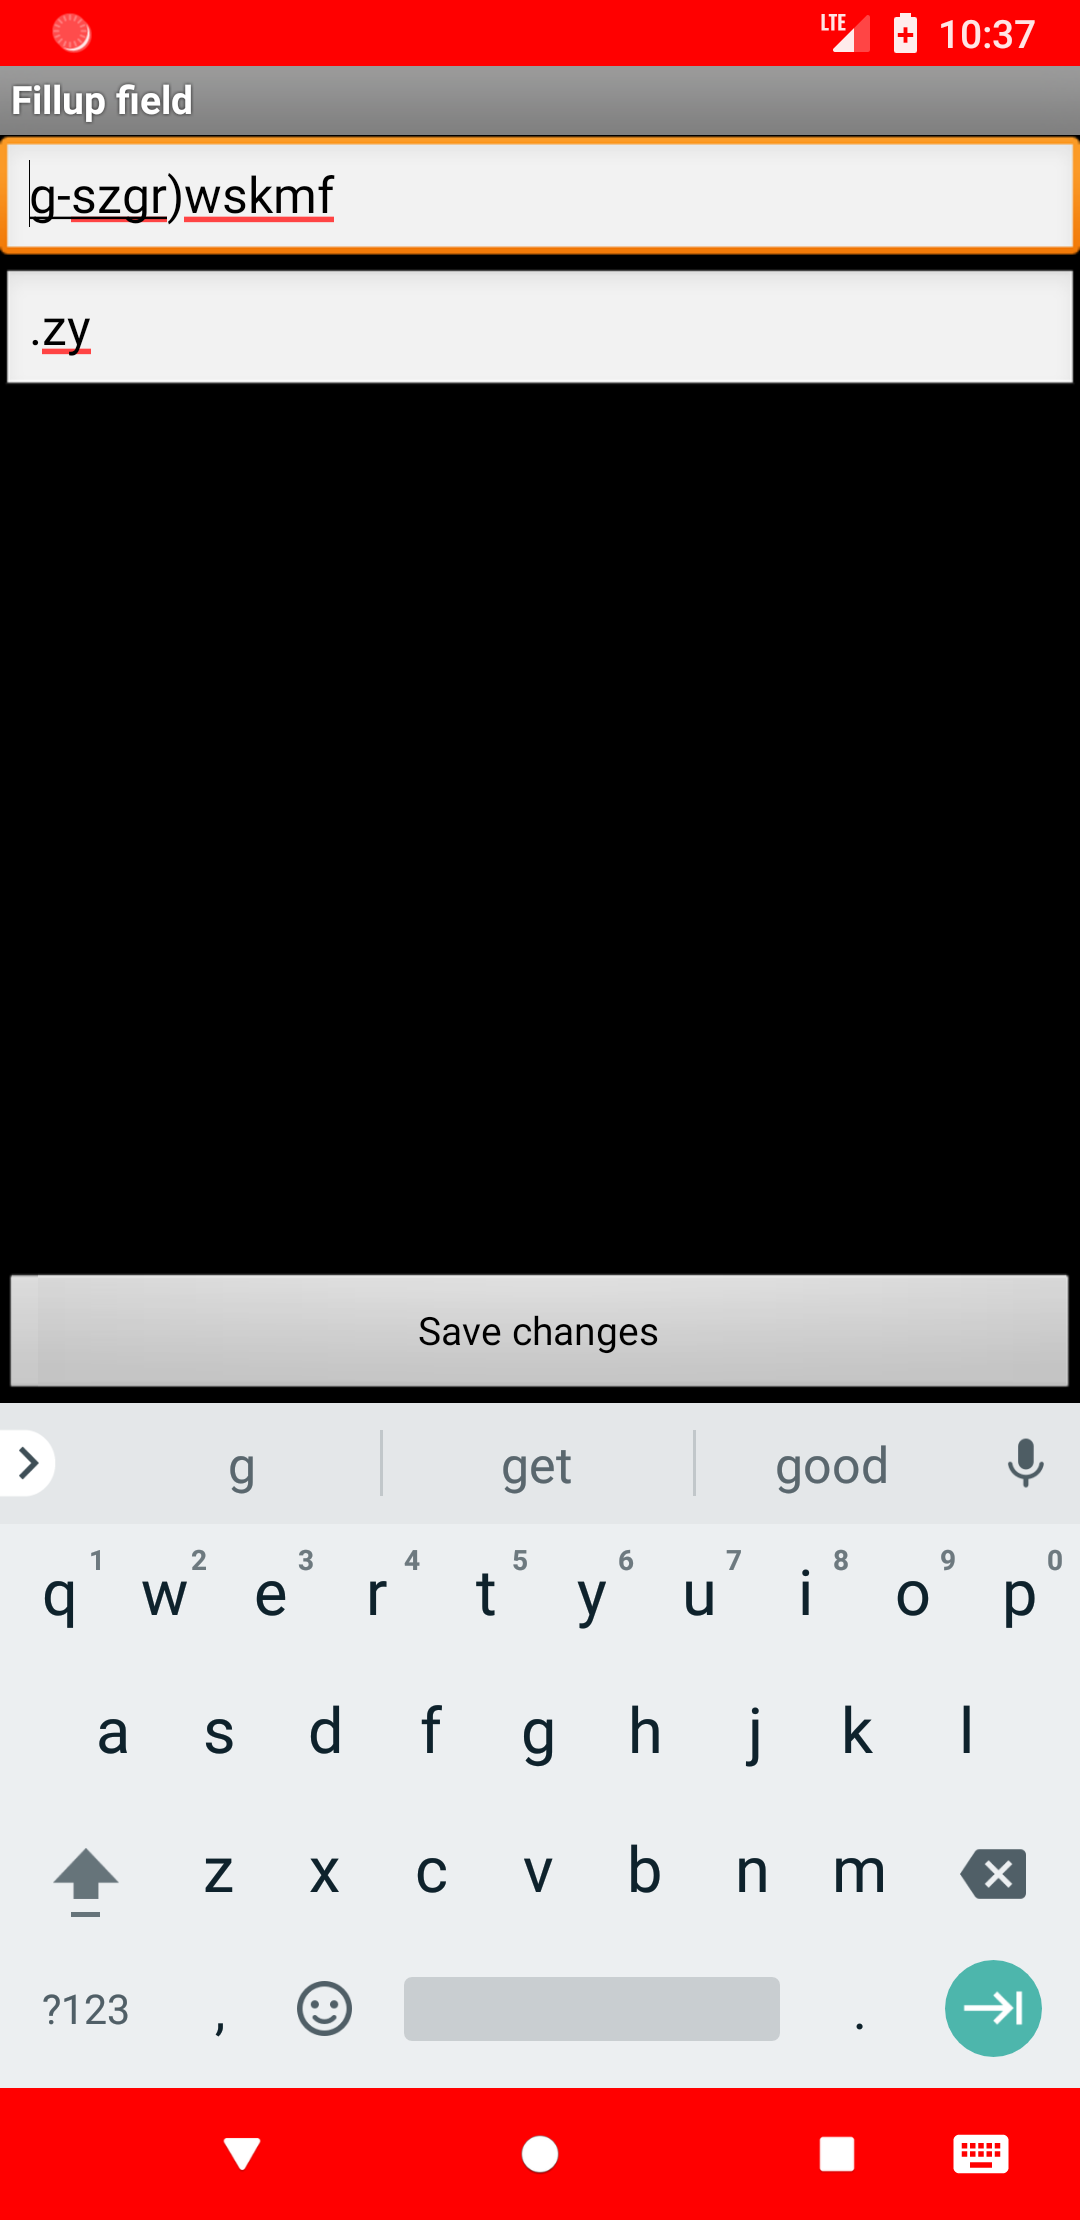 LTE 10:37
Fillup field
g-szgr)wskmf
.zy
Save changes
g get good
1 2 3 4 5 6 7 8 9 0
q w e r t y u i o p
a s d f g h j k l
z x c v b n m
?123 , .